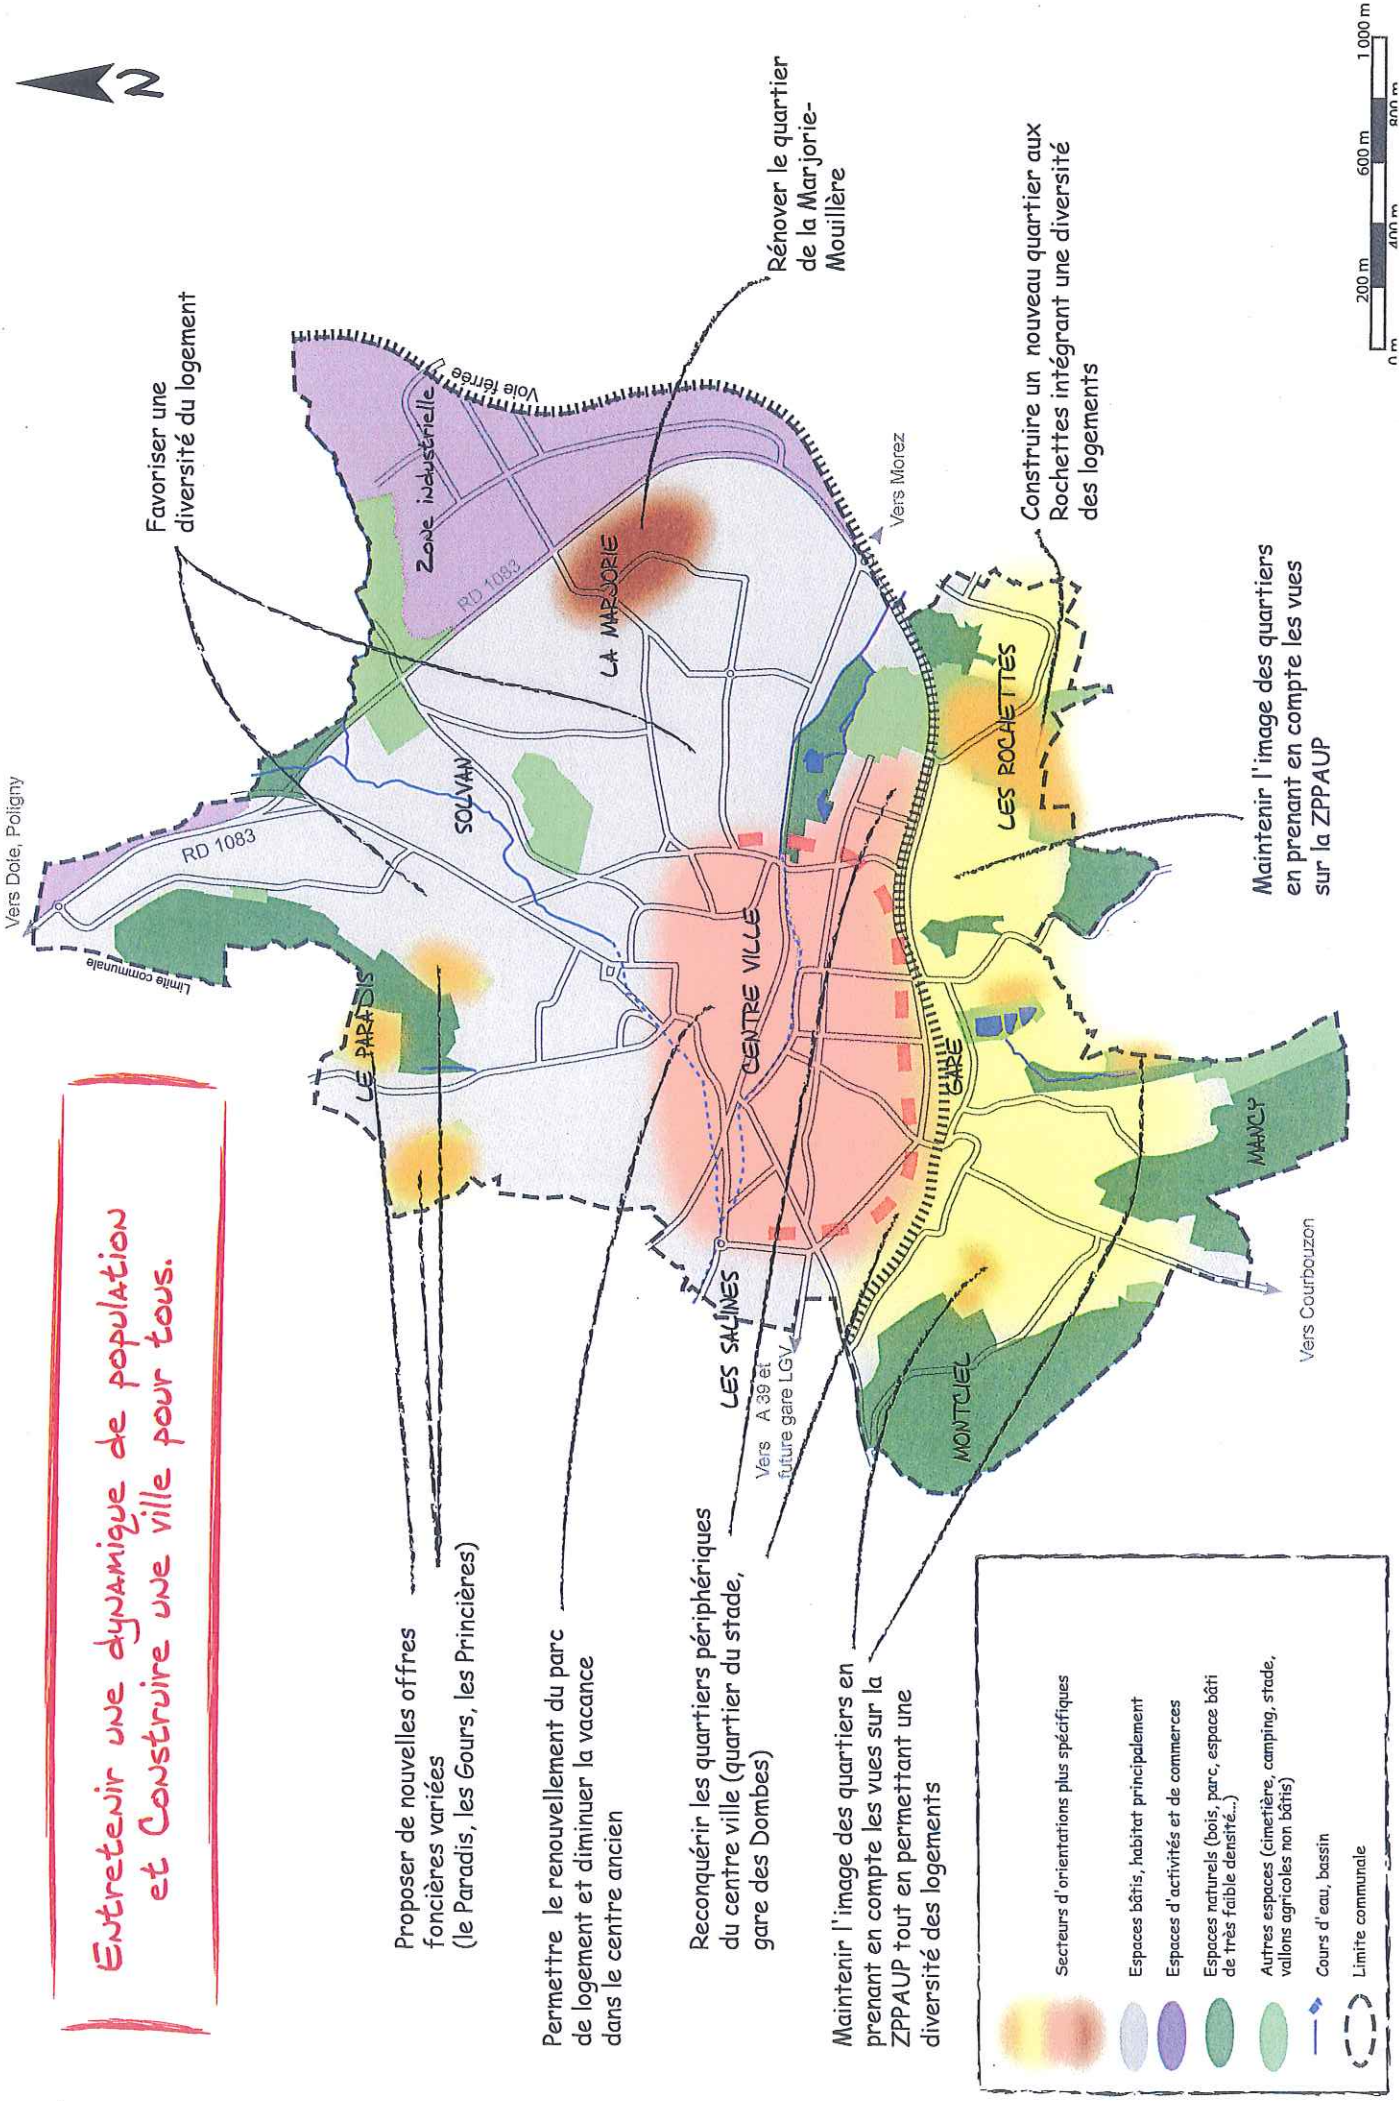 Entretenir une dynamique de population
et Construire une ville pour tous.
Favoriser une
diversité du logement
Rénover le quartier
de la Marjorie-
Mouillère
Construire un nouveau quartier aux
Rochettes intégrant une diversité
des logements
Maintenir l'image des quartiers
en prenant en compte les vues
sur la ZPPAUP
Proposer de nouvelles offres
foncières variées
(le Paradis, les Gours, les Princières)
Permettre le renouvellement du parc
de logement et diminuer la vacance
dans le centre ancien
Reconquérir les quartiers périphériques
du centre ville (quartier du stade,
gare des Dombes)
Maintenir l'image des quartiers en
prenant en compte les vues sur la
ZPPAUP tout en permettant une
diversité des logements
Vers Dole, Poligny
RD 1083
Limite communale
LE PARADIS
SOLVAN
Zone industrielle
Voie férrée
RD 1083
LA MARJORIE
Vers Morez
CENTRE VILLE
LES SALINES
Vers A 39 et
future gare LGV
GARE
LES ROCHETTES
MONTCIEL
MANCY
Vers Courbouzon
Secteurs d'orientations plus spécifiques
Espaces bâtis, habitat principalement
Espaces d'activités et de commerces
Espaces naturels (bois, parc, espace bâti
de très faible densité...)
Autres espaces (cimetière, camping, stade,
vallons agricoles non bâtis)
Cours d'eau, bassin
Limite communale
N
0 m
200 m
400 m
600 m
800 m
1 000 m